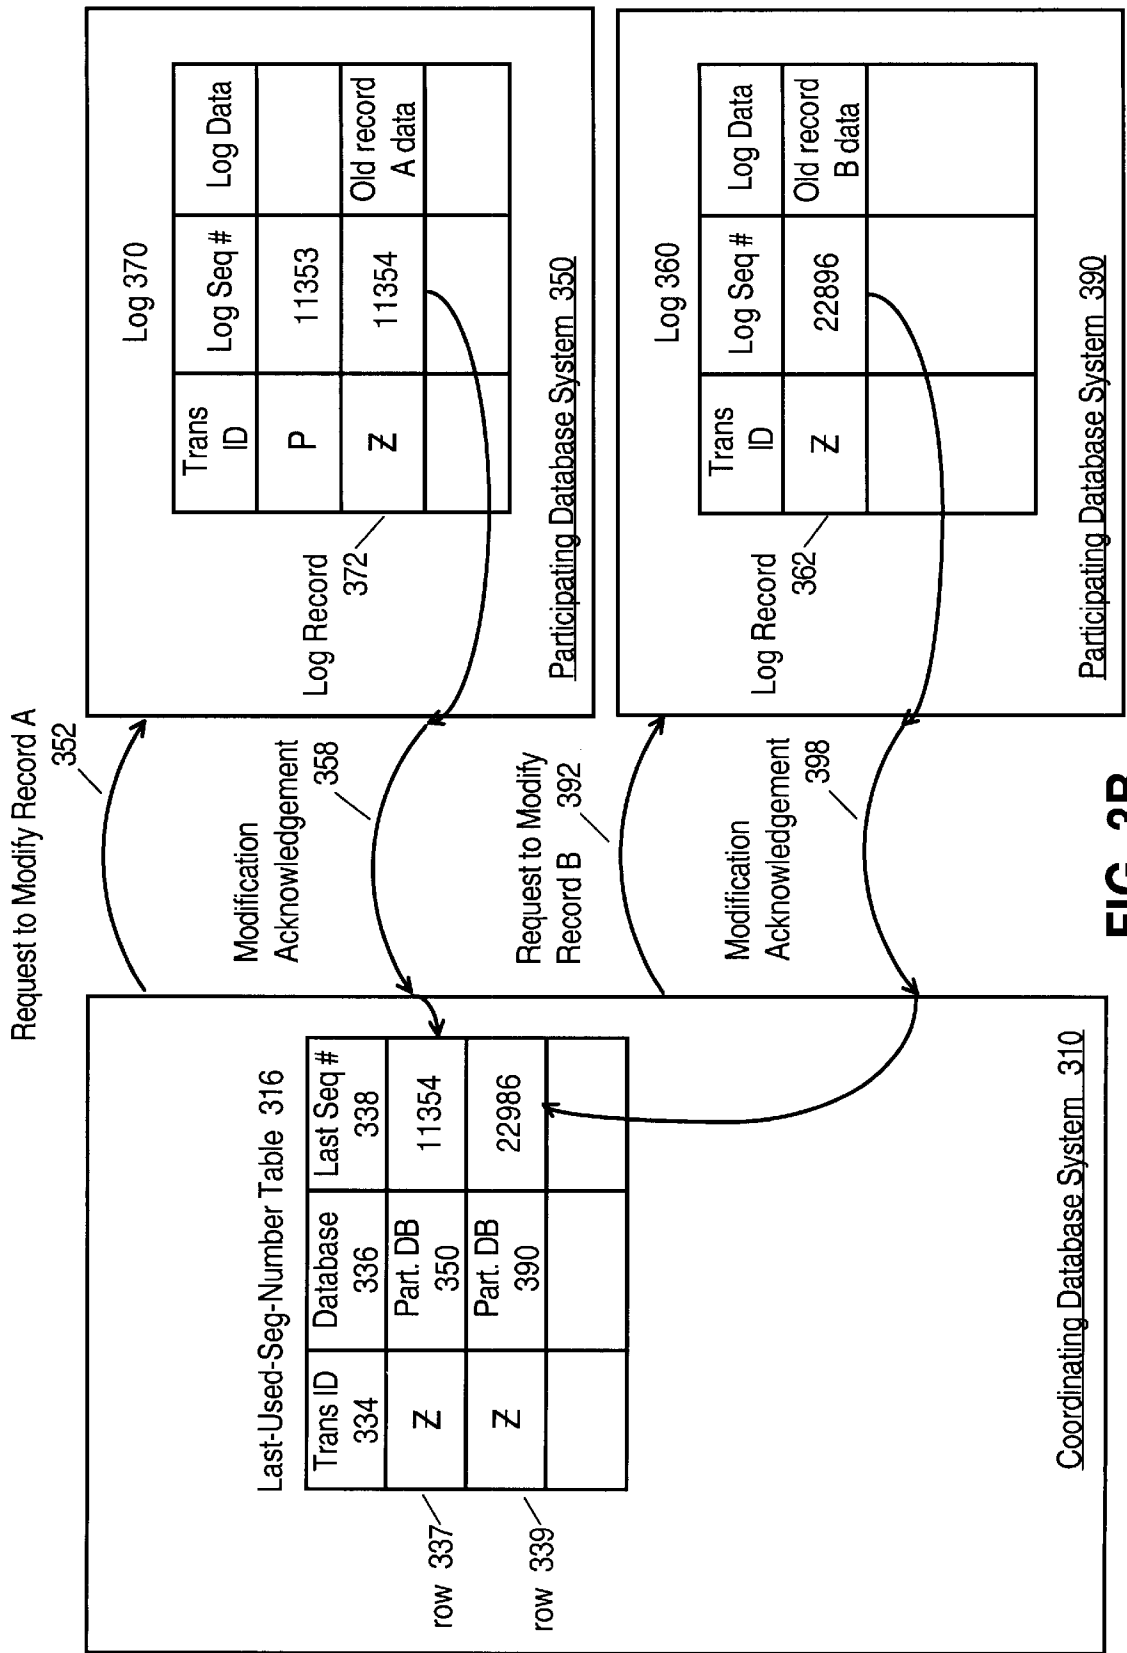 Request to Modify Record A
352
Last-Used-Seg-Number Table 316
Trans ID
334
Database
336
Last Seq #
338
row 337
Z
Part. DB
350
11354
row 339
Z
Part. DB
390
22986
Coordinating Database System 310
Modification
Acknowledgement
358
Request to Modify
Record B 392
Modification
Acknowledgement
398
Log 370
Trans
ID
Log Seq #
Log Data
P
11353
Z
11354
Old record
A data
Log Record
372
Participating Database System 350
Log 360
Trans
ID
Log Seq #
Log Data
Z
22896
Old record
B data
Log Record
362
Participating Database System 390
FIG. 3B